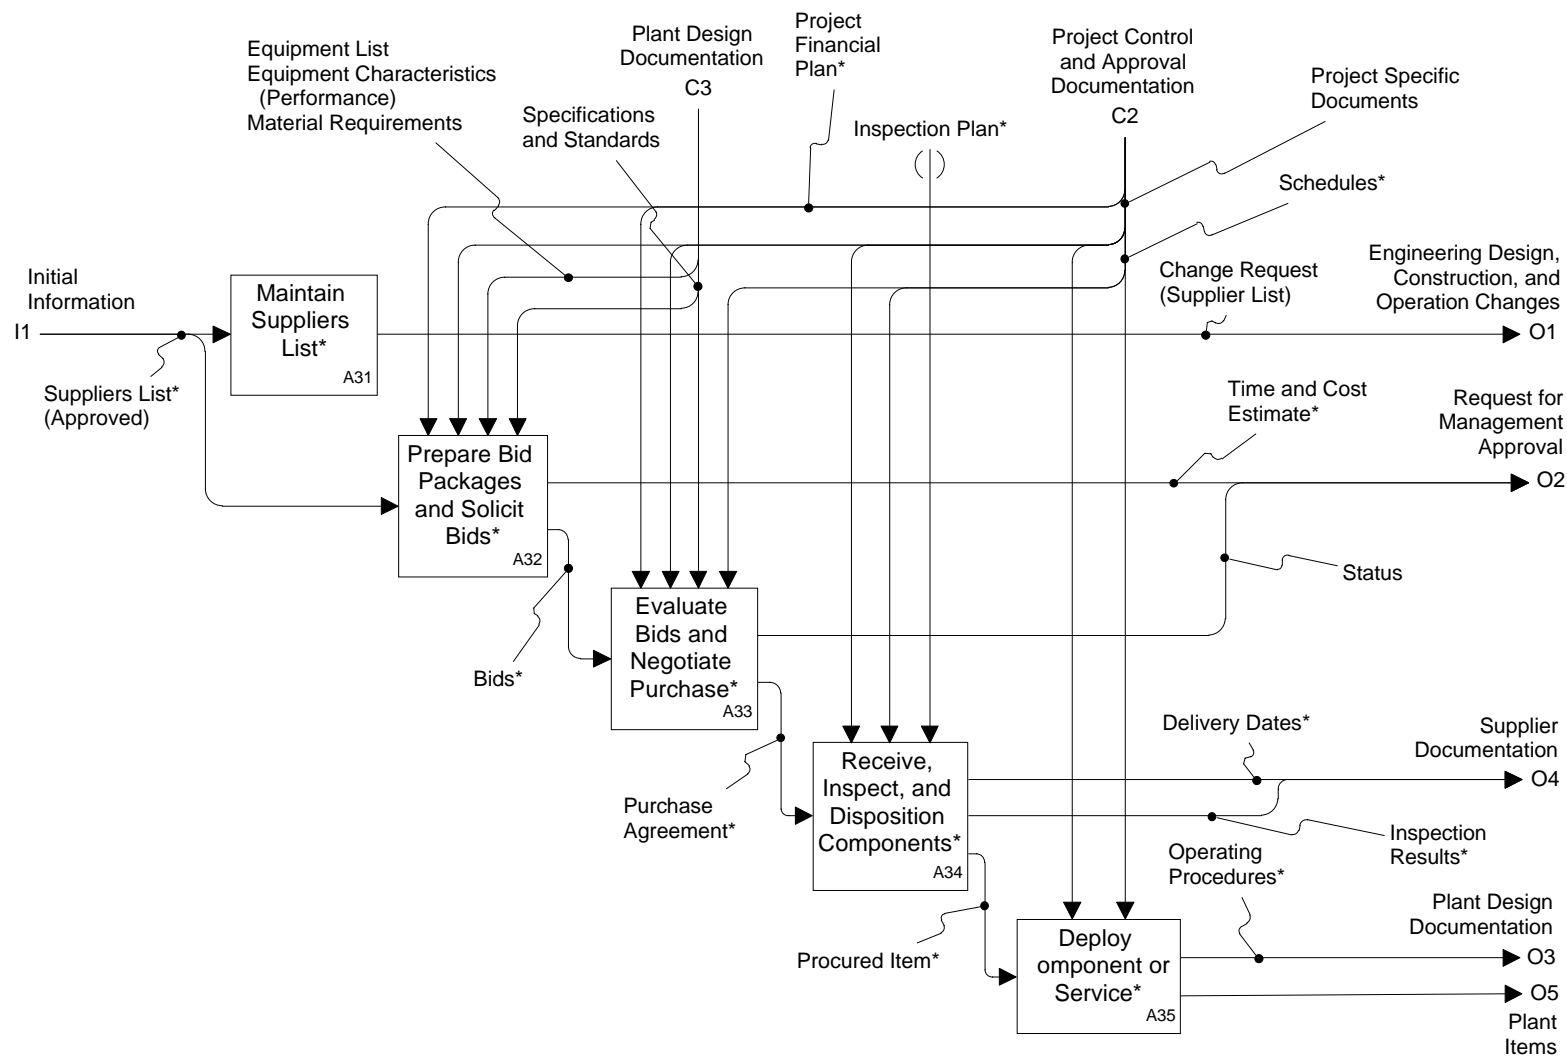 Project
Financial
Plan*
Plant Design
Documentation
C3
Project Control
and Approval
Documentation
C2
Equipment List
Equipment Characteristics
(Performance)
Material Requirements
Project Specific
Documents
Specifications
and Standards
Inspection Plan*
Schedules*
Initial
Information
I1
Maintain
Suppliers
List*
A31
Change Request
(Supplier List)
Engineering Design,
Construction, and
Operation Changes
O1
Suppliers List*
(Approved)
Time and Cost
Estimate*
Request for
Management
Approval
O2
Prepare Bid
Packages
and Solicit
Bids*
A32
Status
Evaluate
Bids and
Negotiate
Purchase*
A33
Bids*
Delivery Dates*
Supplier
Documentation
O4
Receive,
Inspect, and
Disposition
Components*
A34
Purchase
Agreement*
Inspection
Results*
Operating
Procedures*
Plant Design
Documentation
O3
Procured Item*
Deploy
omponent or
Service*
A35
O5
Plant
Items